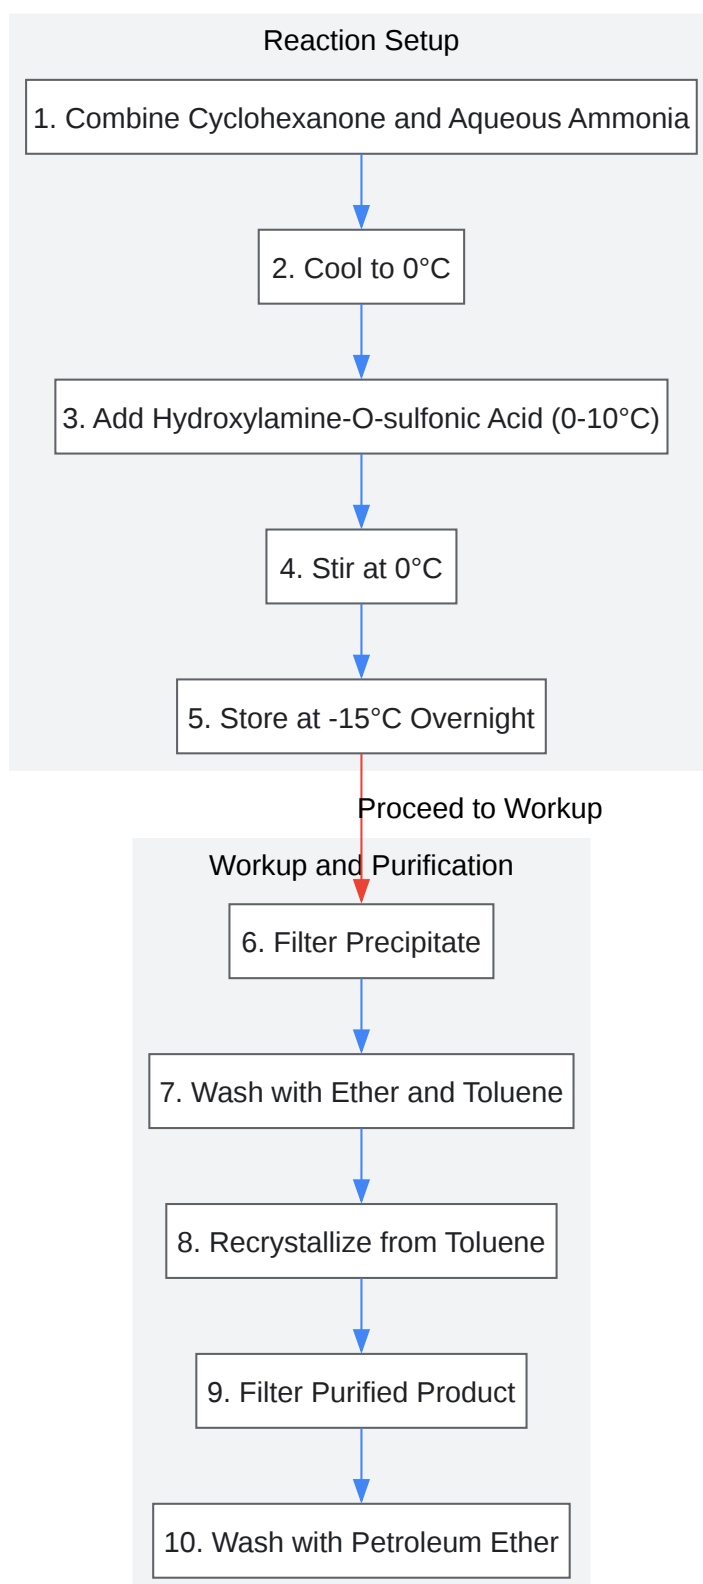 Reaction Setup
1. Combine Cyclohexanone and Aqueous Ammonia
2. Cool to 0°C
3. Add Hydroxylamine-O-sulfonic Acid (0-10°C)
4. Stir at 0°C
5. Store at -15°C Overnight
Proceed to Workup
Workup and Purification
6. Filter Precipitate
7. Wash with Ether and Toluene
8. Recrystallize from Toluene
9. Filter Purified Product
10. Wash with Petroleum Ether